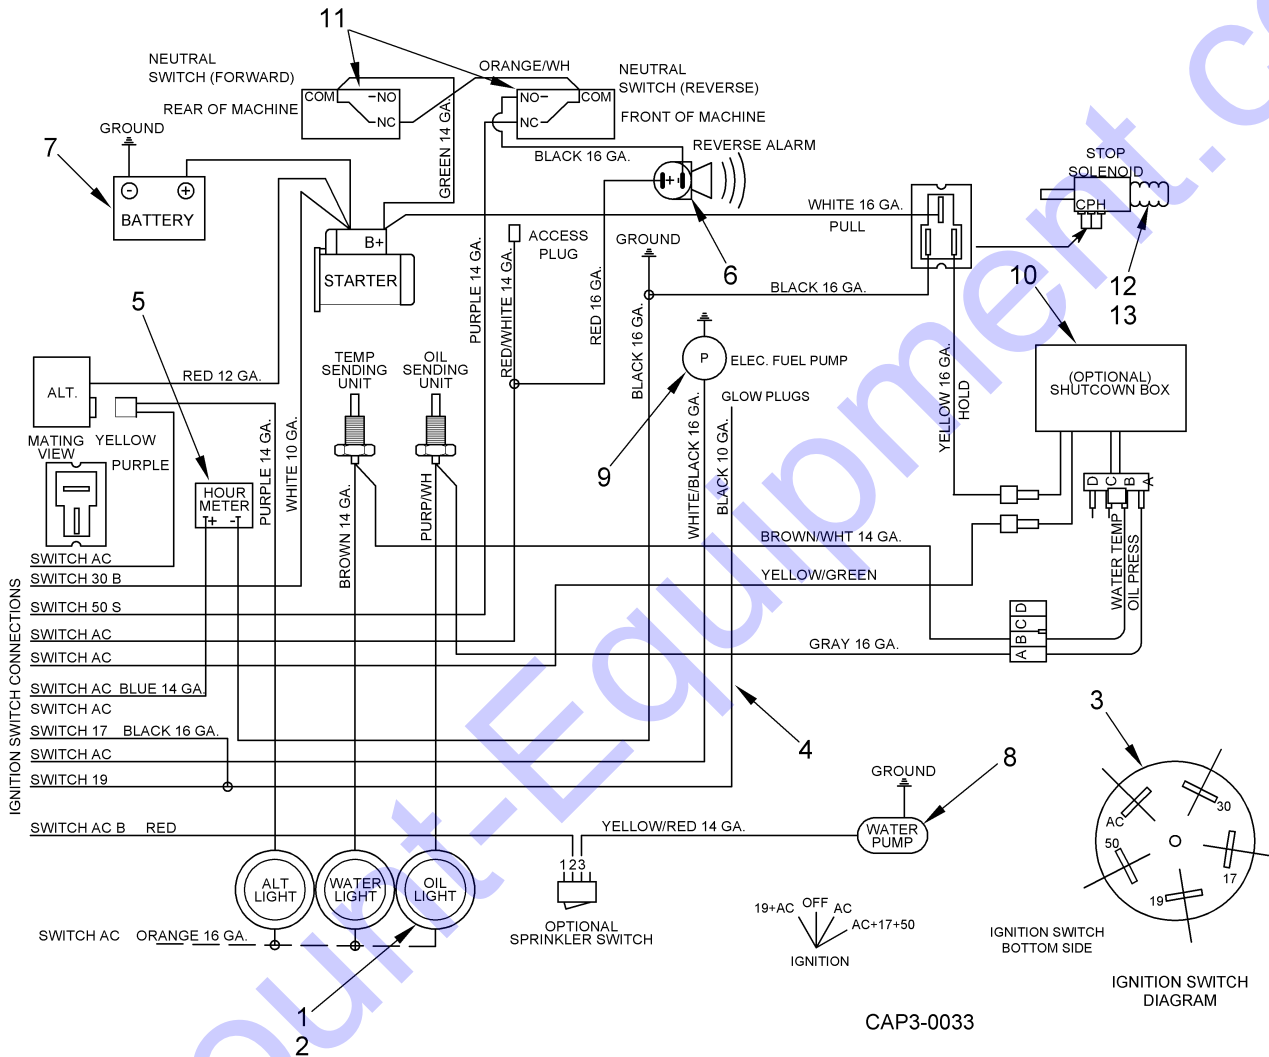 11
NEUTRAL
SWITCH (FORWARD)
ORANGE/WH
NEUTRAL
SWITCH (REVERSE)
COM
NO
NC
REAR OF MACHINE
NO
COM
NC
FRONT OF MACHINE
GREEN 14 GA.
7
GROUND
BATTERY
BLACK 16 GA.
REVERSE ALARM
STOP
SOLENOID
CPH
WHITE 16 GA.
PULL
B+
STARTER
ACCESS
PLUG
GROUND
6
10
12
13
5
PURPLE 14 GA.
RED/WHITE 14 GA.
RED 16 GA.
BLACK 16 GA.
BLACK 16 GA.
P
ELEC. FUEL PUMP
ALT.
RED 12 GA.
TEMP
SENDING
UNIT
OIL
SENDING
UNIT
GLOW PLUGS
YELLOW 16 GA.
HOLD
(OPTIONAL)
SHUTCOWN BOX
MATING
VIEW
YELLOW
PURPLE
PURPLE 14 GA.
WHITE 10 GA.
9
WHITE/BLACK 16 GA.
BLACK 10 GA.
HOUR
METER
+ -
BROWN 14 GA.
PURP/WH
D C B A
BROWN/WHT 14 GA.
YELLOW/GREEN
WATER TEMP
OIL PRESS
GRAY 16 GA.
D
C
B
A
IGNITION SWITCH CONNECTIONS
SWITCH AC
SWITCH 30 B
SWITCH 50 S
SWITCH AC
SWITCH AC
SWITCH AC BLUE 14 GA.
SWITCH AC
SWITCH 17 BLACK 16 GA.
SWITCH AC
SWITCH 19
SWITCH AC B RED
4
3
8
GROUND
WATER
PUMP
YELLOW/RED 14 GA.
123
OPTIONAL
SPRINKLER SWITCH
ALT
LIGHT
WATER
LIGHT
OIL
LIGHT
SWITCH AC ORANGE 16 GA.
1
2
19+AC OFF AC
AC+17+50
IGNITION
AC
30
50
17
19
IGNITION SWITCH
BOTTOM SIDE
IGNITION SWITCH
DIAGRAM
CAP3-0033
ount-Equipment.c